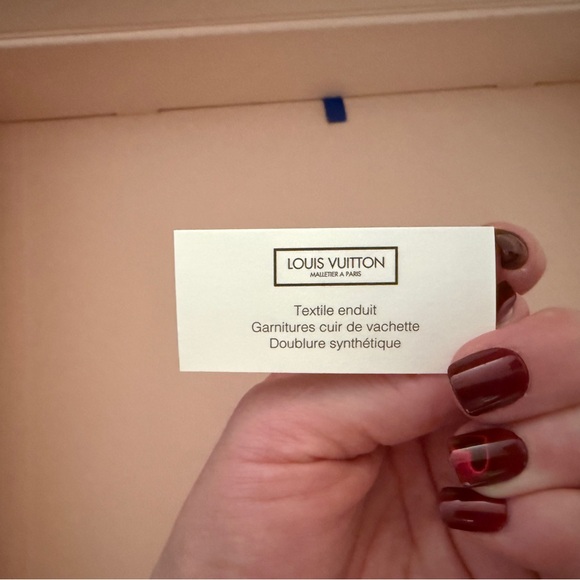 LOUIS VUITTON
MALLETIER A PARIS
Textile enduit
Garnitures cuir de vachette
Doublure synthétique